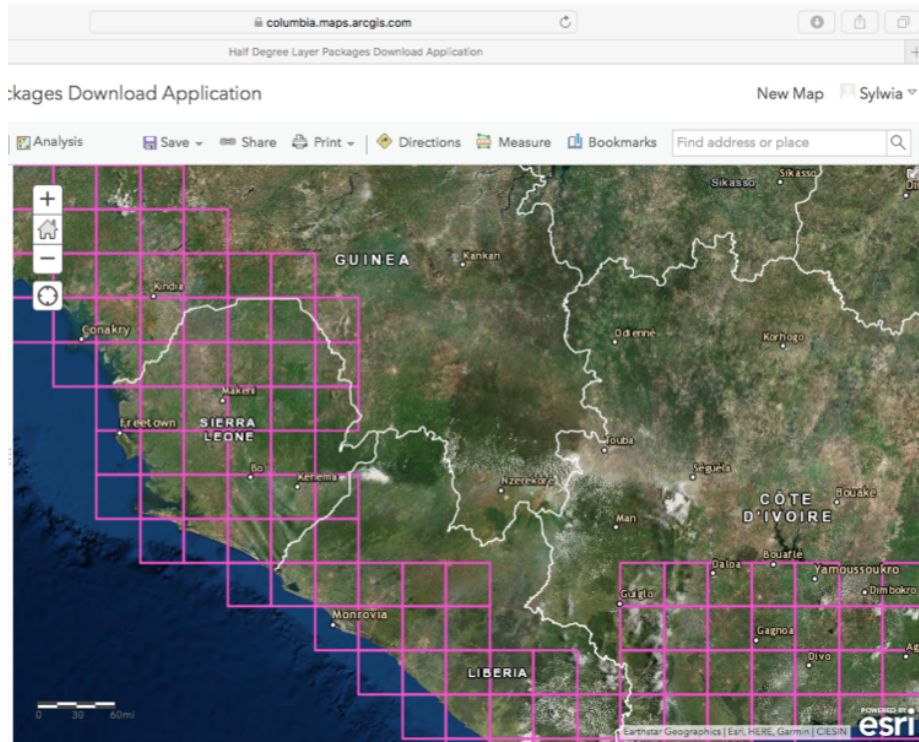 columbia.maps.arcgis.com
Half Degree Layer Packages Download Application
ckages Download Application
New Map Sylwia
Analysis Save Share Print Directions Measure Bookmarks Find address or place
Sikasso Sikasso
GUINEA Kankan
Kindia
Conakry Odienné Korhogo
Makeni
Freetown SIERRA
LEONE
Touba
Bo Kenema Nzerekore Séguéla
CÔTE
D'IVOIRE
Bouake
Man
Bouaflé
Daloa Yamoussoukro
Guiglo Dimbokro
Monrovia Gagnoa
Divo Ag
LIBERIA
0 30 60mi
POWERED BY
esri
Earthstar Geographics | Esri, HERE, Garmin | CIESIN